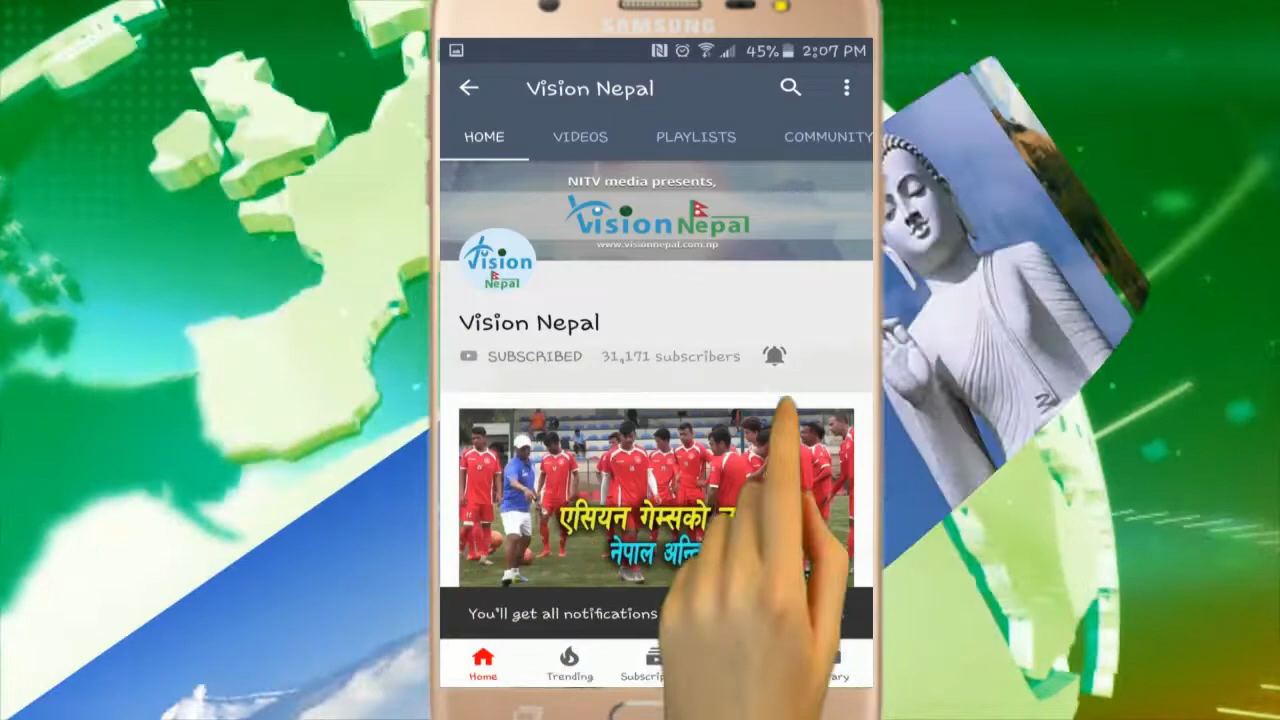 SAMSUNG
45% 2:07 PM
Vision Nepal
HOME VIDEOS PLAYLISTS COMMUNITY
NITV media presents,
Vision Nepal
www.visionnepal.com.np
Vision
Nepal
Vision Nepal
SUBSCRIBED 31,171 subscribers
एसियन गेम्सको
नेपाल
You'll get all notifications
Home Trending